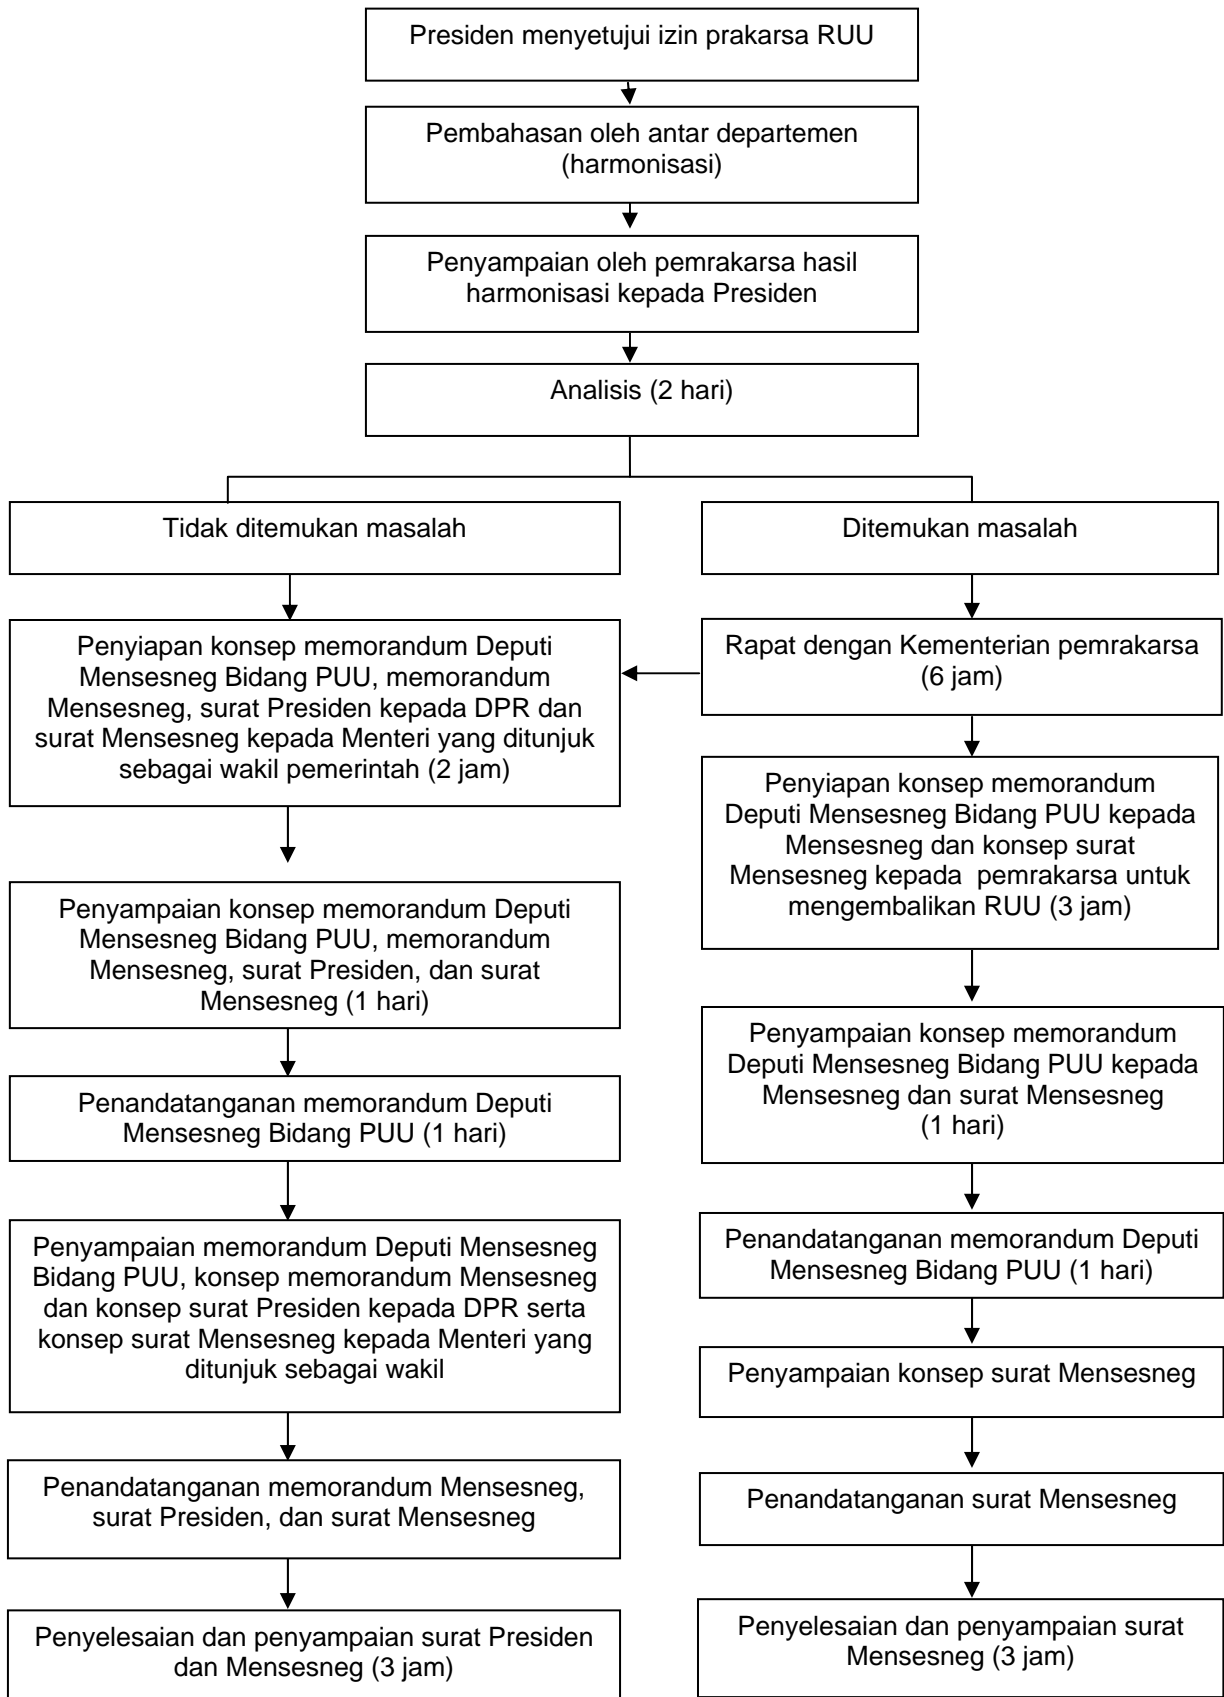 Presiden menyetujui izin prakarsa RUU
Pembahasan oleh antar departemen
(harmonisasi)
Penyampaian oleh pemrakarsa hasil
harmonisasi kepada Presiden
Analisis (2 hari)
Tidak ditemukan masalah
Penyiapan konsep memorandum Deputi
Mensesneg Bidang PUU, memorandum
Mensesneg, surat Presiden kepada DPR dan
surat Mensesneg kepada Menteri yang ditunjuk
sebagai wakil pemerintah (2 jam)
Penyampaian konsep memorandum Deputi
Mensesneg Bidang PUU, memorandum
Mensesneg, surat Presiden, dan surat
Mensesneg (1 hari)
Penandatanganan memorandum Deputi
Mensesneg Bidang PUU (1 hari)
Penyampaian memorandum Deputi Mensesneg
Bidang PUU, konsep memorandum Mensesneg
dan konsep surat Presiden kepada DPR serta
konsep surat Mensesneg kepada Menteri yang
ditunjuk sebagai wakil
Penandatanganan memorandum Mensesneg,
surat Presiden, dan surat Mensesneg
Penyelesaian dan penyampaian surat Presiden
dan Mensesneg (3 jam)
Ditemukan masalah
Rapat dengan Kementerian pemrakarsa
(6 jam)
Penyiapan konsep memorandum
Deputi Mensesneg Bidang PUU kepada
Mensesneg dan konsep surat
Mensesneg kepada pemrakarsa untuk
mengembalikan RUU (3 jam)
Penyampaian konsep memorandum
Deputi Mensesneg Bidang PUU kepada
Mensesneg dan surat Mensesneg
(1 hari)
Penandatanganan memorandum Deputi
Mensesneg Bidang PUU (1 hari)
Penyampaian konsep surat Mensesneg
Penandatanganan surat Mensesneg
Penyelesaian dan penyampaian surat
Mensesneg (3 jam)